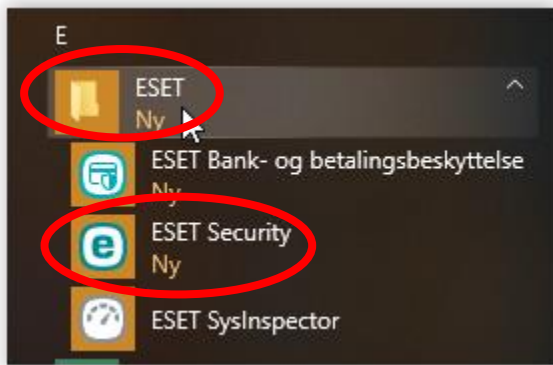 E
ESET
Ny
ESET Bank- og betalingsbeskyttelse
Ny
ESET Security
Ny
ESET SysInspector